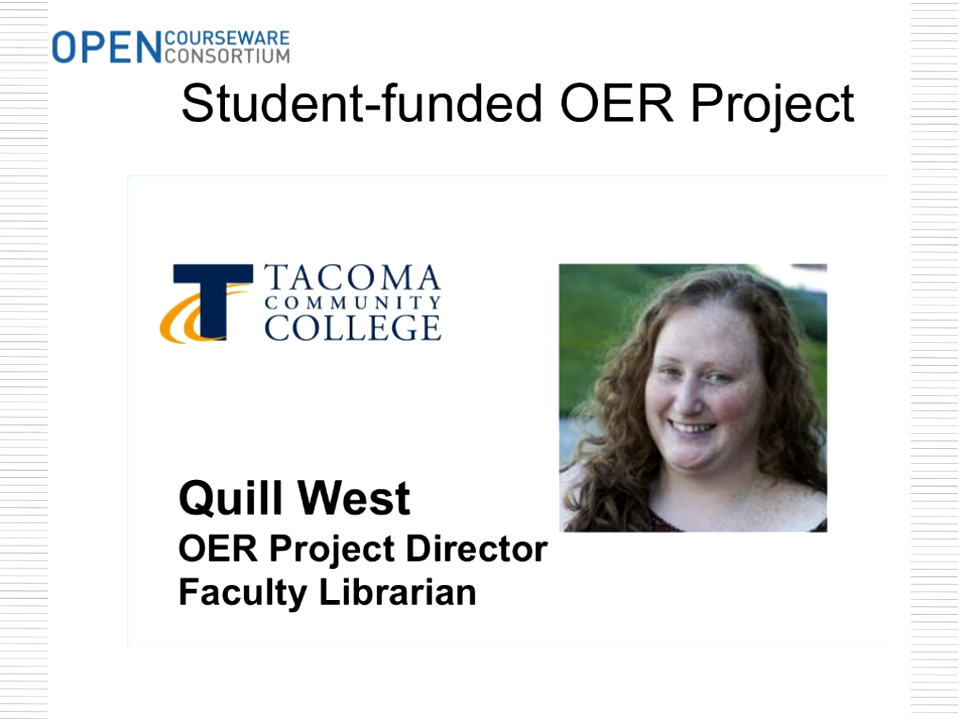 OPEN COURSEWARE
CONSORTIUM
Student-funded OER Project
TACOMA
COMMUNITY
COLLEGE
Quill West
OER Project Director
Faculty Librarian